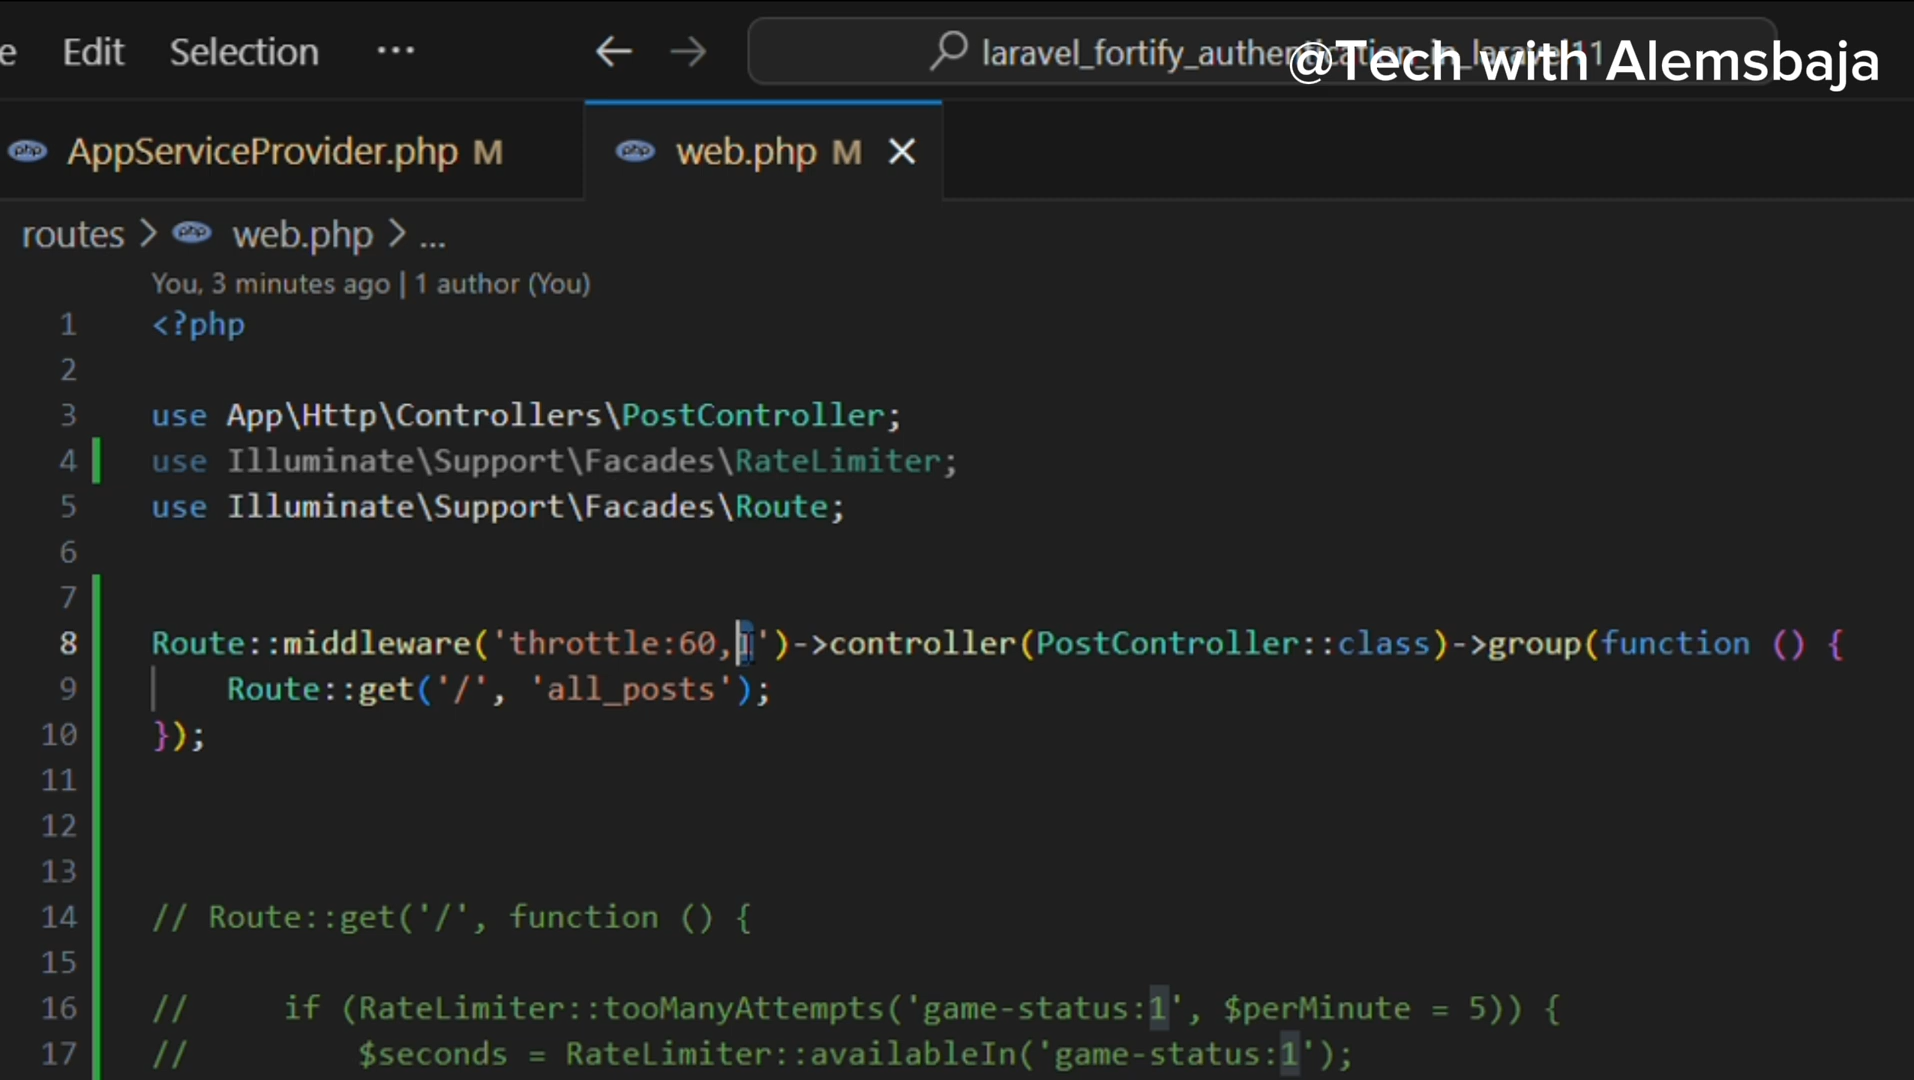 e Edit Selection ...
laravel_fortify_authentication_in_laravel11
@Tech with Alemsbaja
php AppServiceProvider.php M
php web.php M
routes > php web.php > ...
You, 3 minutes ago | 1 author (You)
1 <?php
2
3 use App\Http\Controllers\PostController;
4 use Illuminate\Support\Facades\RateLimiter;
5 use Illuminate\Support\Facades\Route;
6
7
8 Route::middleware('throttle:60,1')->controller(PostController::class)->group(function () {
9 Route::get('/', 'all_posts');
10 });
11
12
13
14 // Route::get('/', function () {
15
16 // if (RateLimiter::tooManyAttempts('game-status:1', $perMinute = 5)) {
17 // $seconds = RateLimiter::availableIn('game-status:1');